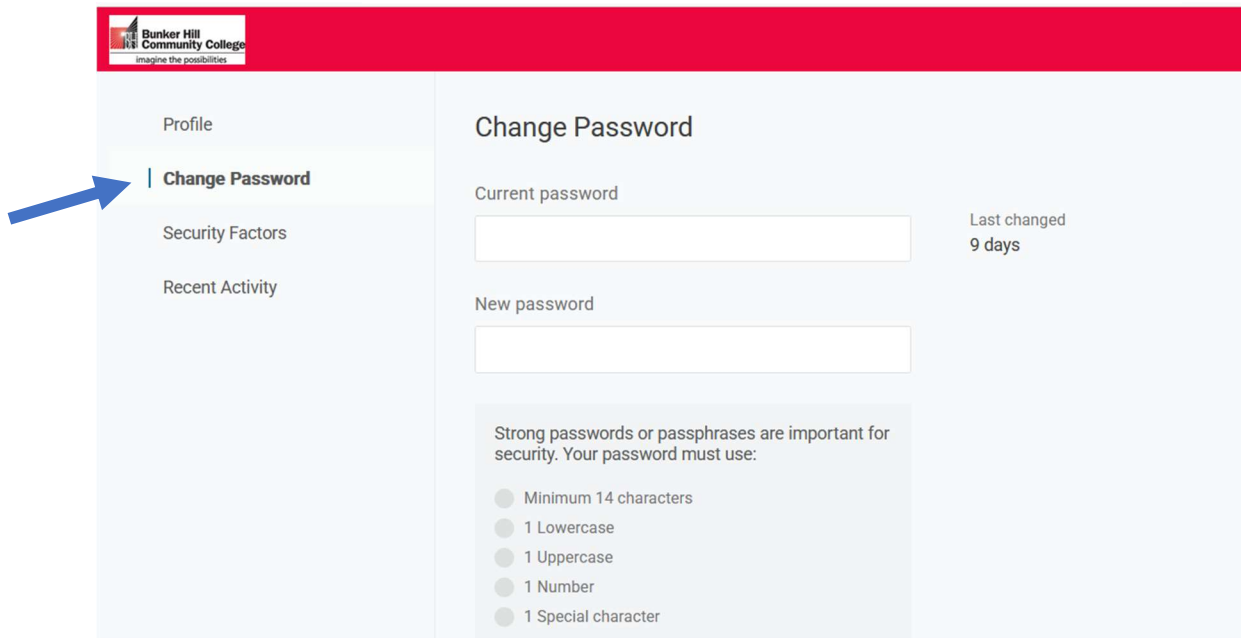 Bunker Hill
Community College
imagine the possibilities
Profile
Change Password
Security Factors
Recent Activity
Change Password
Current password
Last changed
9 days
New password
Strong passwords or passphrases are important for
security. Your password must use:
Minimum 14 characters
1 Lowercase
1 Uppercase
1 Number
1 Special character